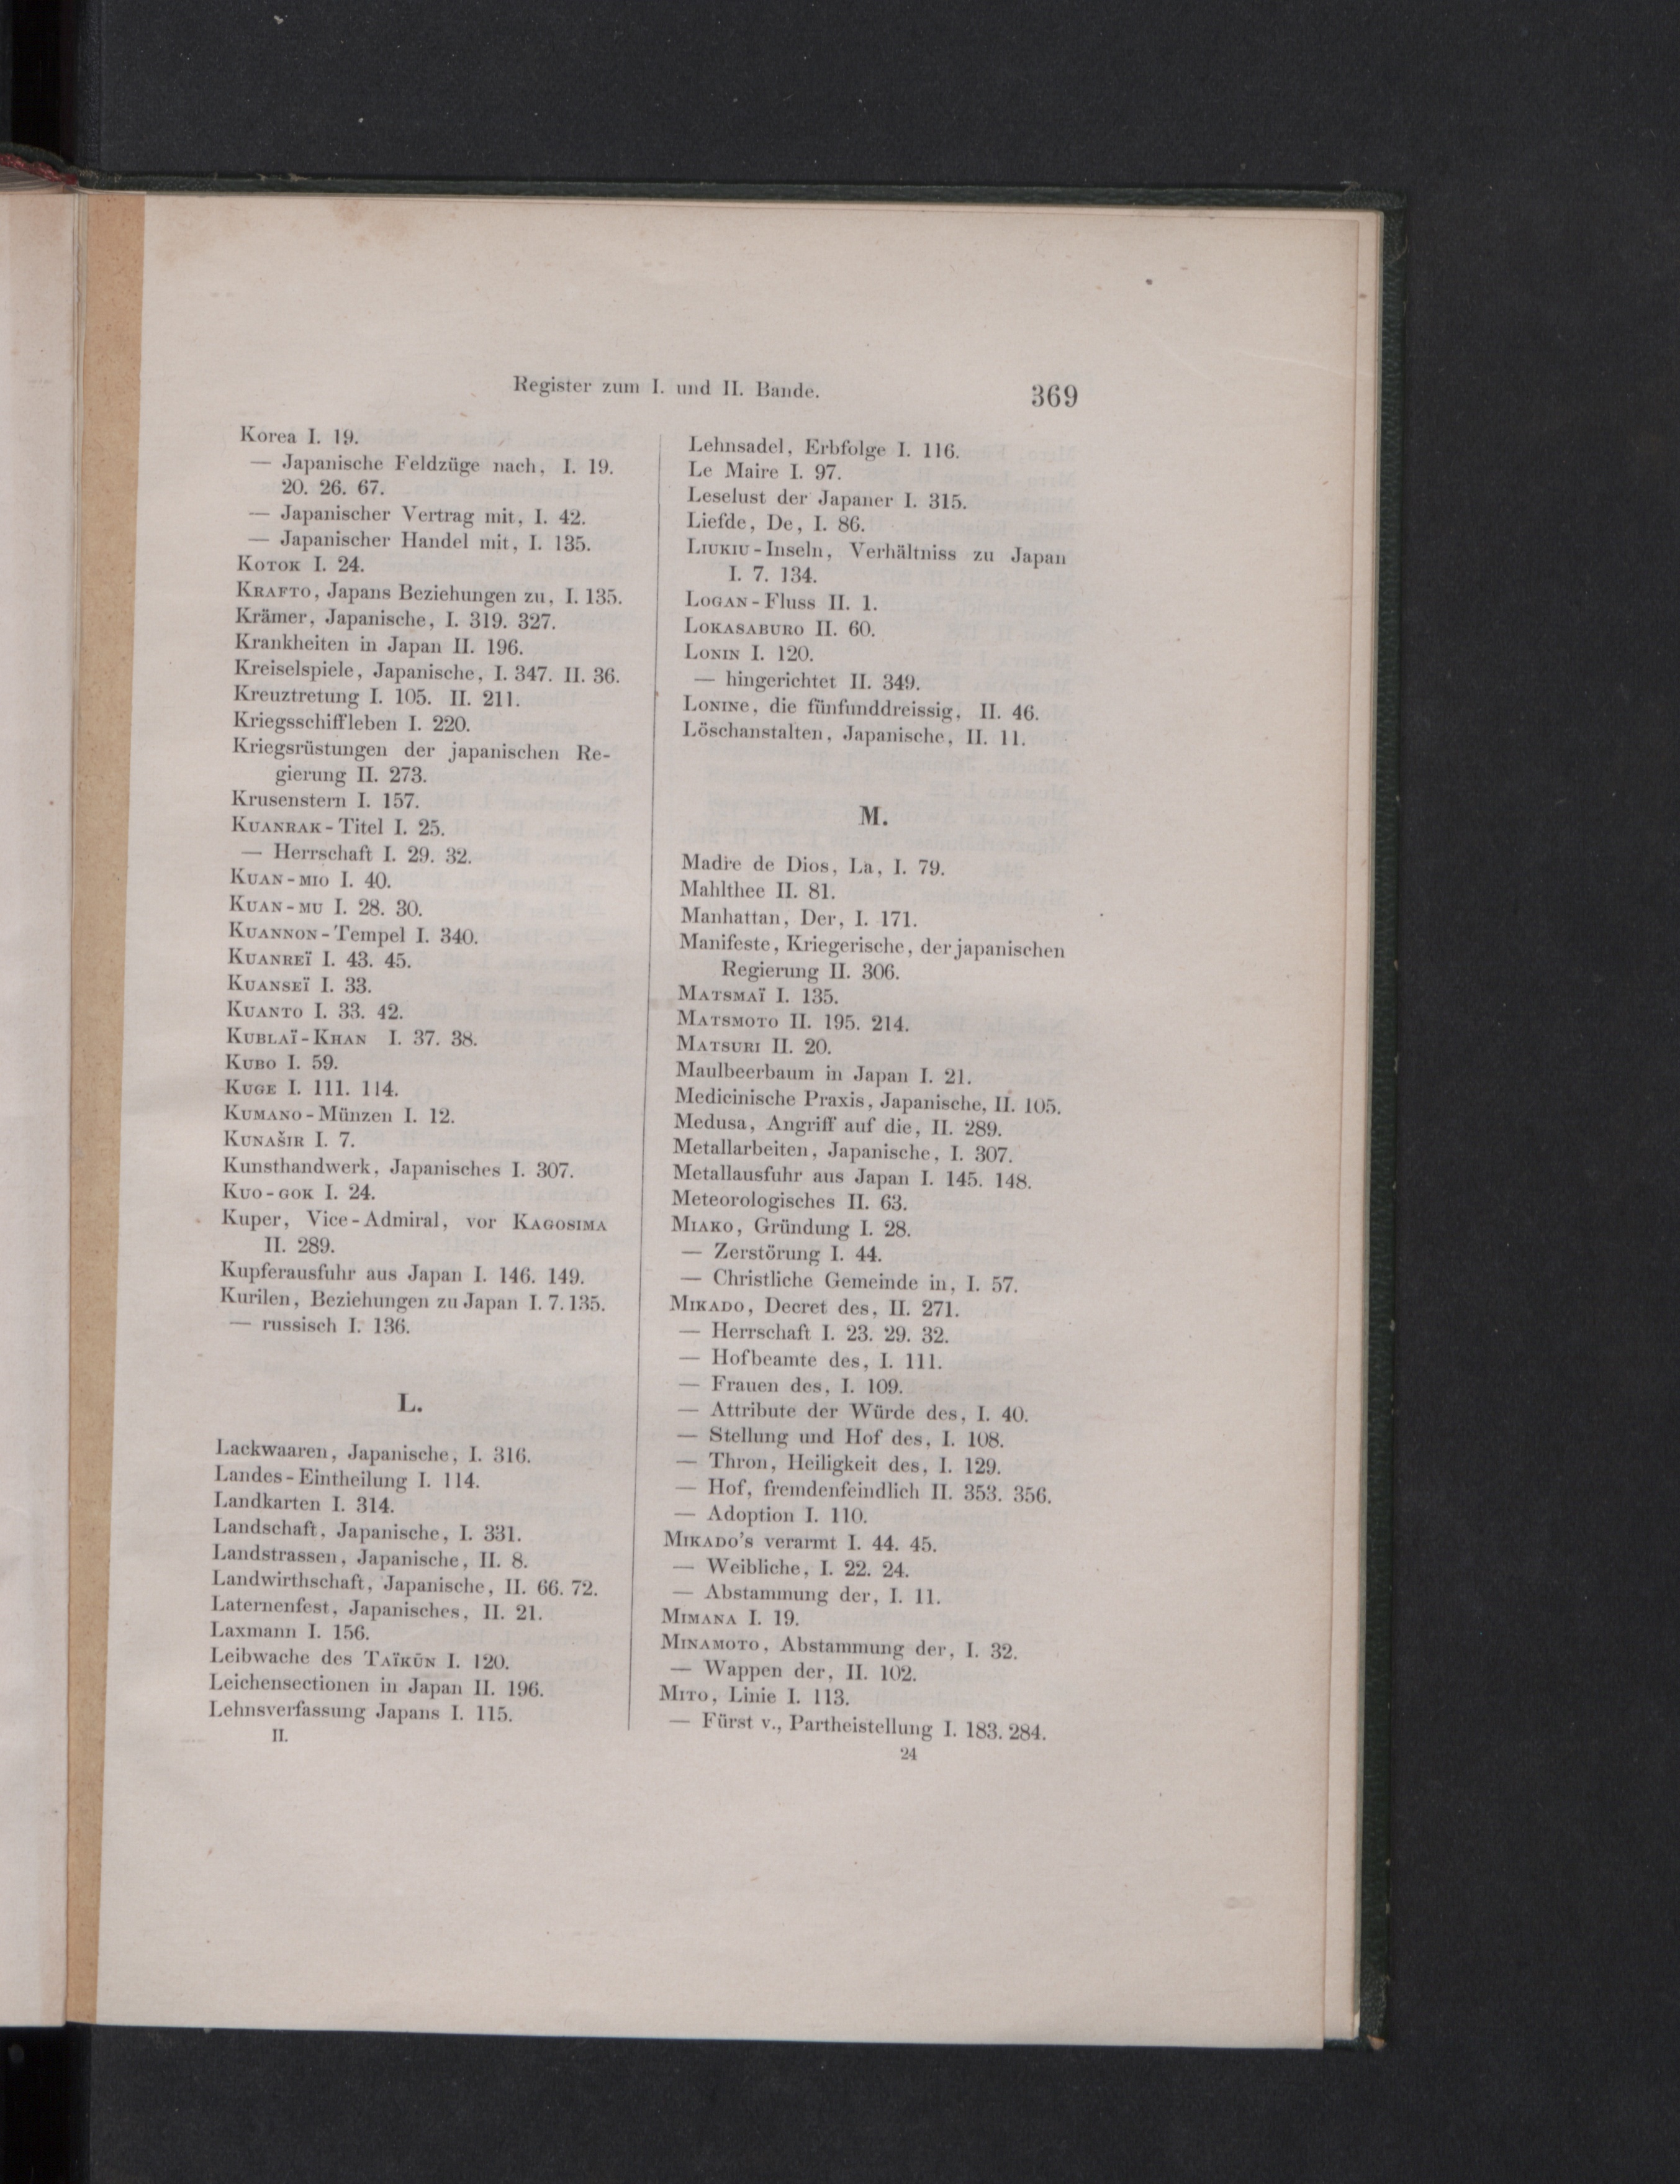 Register zum I. und II. Bande.
369
Korea I. 19.
— Japanische Feldzüge nach, I. 19.
20. 26. 67.
— Japanischer Vertrag mit, I. 42.
— Japanischer Handel mit, I. 135.
KOTOK I. 24.
KRAFTO, Japans Beziehungen zu, I. 135.
Krämer, Japanische, I. 319. 327.
Krankheiten in Japan II. 196.
Kreiselspiele, Japanische, I. 347. II. 36.
Kreuztretung I. 105. II. 211.
Kriegsschiffleben I. 220.
Kriegsrüstungen der japanischen Re-
gierung II. 273.
Krusenstern I. 157.
KUANRAK-Titel I. 25.
— Herrschaft I. 29. 32.
KUAN-MIO I. 40.
KUAN-MU I. 28. 30.
KUANNON-Tempel I. 340.
KUANREÏ I. 43. 45.
KUANSEÏ I. 33.
KUANTO I. 33. 42.
KUBLAÏ-KHAN I. 37. 38.
KUBO I. 59.
KUGE I. 111. 114.
KUMANO-Münzen I. 12.
KUNAŠIR I. 7.
Kunsthandwerk, Japanisches I. 307.
KUO-GOK I. 24.
Kuper, Vice-Admiral, vor KAGOSIMA
II. 289.
Kupferausfuhr aus Japan I. 146. 149.
Kurilen, Beziehungen zu Japan I. 7. 135.
— russisch I. 136.
L.
Lackwaaren, Japanische, I. 316.
Landes-Eintheilung I. 114.
Landkarten I. 314.
Landschaft, Japanische, I. 331.
Landstrassen, Japanische, II. 8.
Landwirthschaft, Japanische, II. 66. 72.
Laternenfest, Japanisches, II. 21.
Laxmann I. 156.
Leibwache des TAÏKŪN I. 120.
Leichensectionen in Japan II. 196.
Lehnsverfassung Japans I. 115.
II.
Lehnsadel, Erbfolge I. 116.
Le Maire I. 97.
Leselust der Japaner I. 315.
Liefde, De, I. 86.
LIUKIU-Inseln, Verhältniss zu Japan
I. 7. 134.
LOGAN-Fluss II. 1.
LOKASABURO II. 60.
LONIN I. 120.
— hingerichtet II. 349.
LONINE, die fünfunddreissig, II. 46.
Löschanstalten, Japanische, II. 11.
M.
Madre de Dios, La, I. 79.
Mahlthee II. 81.
Manhattan, Der, I. 171.
Manifeste, Kriegerische, der japanischen
Regierung II. 306.
MATSMAÏ I. 135.
MATSMOTO II. 195. 214.
MATSURI II. 20.
Maulbeerbaum in Japan I. 21.
Medicinische Praxis, Japanische, II. 105.
Medusa, Angriff auf die, II. 289.
Metallarbeiten, Japanische, I. 307.
Metallausfuhr aus Japan I. 145. 148.
Meteorologisches II. 63.
MIAKO, Gründung I. 28.
— Zerstörung I. 44.
— Christliche Gemeinde in, I. 57.
MIKADO, Decret des, II. 271.
— Herrschaft I. 23. 29. 32.
— Hofbeamte des, I. 111.
— Frauen des, I. 109.
— Attribute der Würde des, I. 40.
— Stellung und Hof des, I. 108.
— Thron, Heiligkeit des, I. 129.
— Hof, fremdenfeindlich II. 353. 356.
— Adoption I. 110.
MIKADO'S verarmt I. 44. 45.
— Weibliche, I. 22. 24.
— Abstammung der, I. 11.
MIMANA I. 19.
MINAMOTO, Abstammung der, I. 32.
— Wappen der, II. 102.
MITO, Linie I. 113.
— Fürst v., Partheistellung I. 183. 284.
24